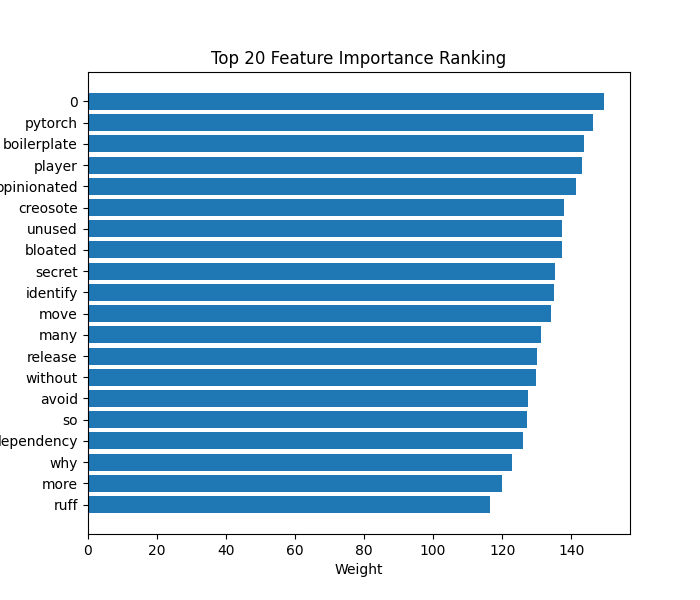 Top 20 Feature Importance Ranking
0
pytorch
boilerplate
player
opinionated
creosote
unused
bloated
secret
identify
move
many
release
without
avoid
so
dependency
why
more
ruff
0 20 40 60 80 100 120 140
Weight